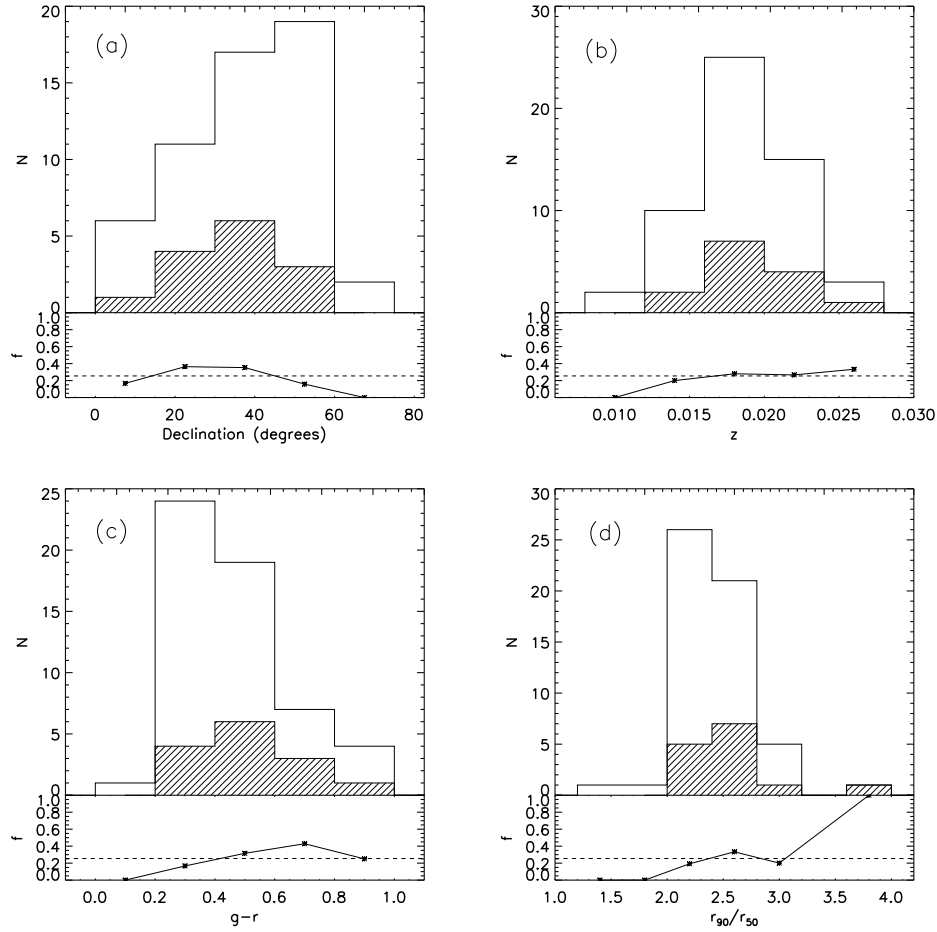 (a)
20
15
10
5
0
N
1.0
0.8
0.6
0.4
0.2
0.0
f
0 20 40 60 80
Declination (degrees)
(b)
30
20
10
0
N
1.0
0.8
0.6
0.4
0.2
0.0
f
0.010 0.015 0.020 0.025 0.030
z
(c)
25
20
15
10
5
0
N
1.0
0.8
0.6
0.4
0.2
0.0
f
0.0 0.2 0.4 0.6 0.8 1.0
g−r
(d)
30
25
20
15
10
5
0
N
1.0
0.8
0.6
0.4
0.2
0.0
f
1.0 1.5 2.0 2.5 3.0 3.5 4.0
r90/r50